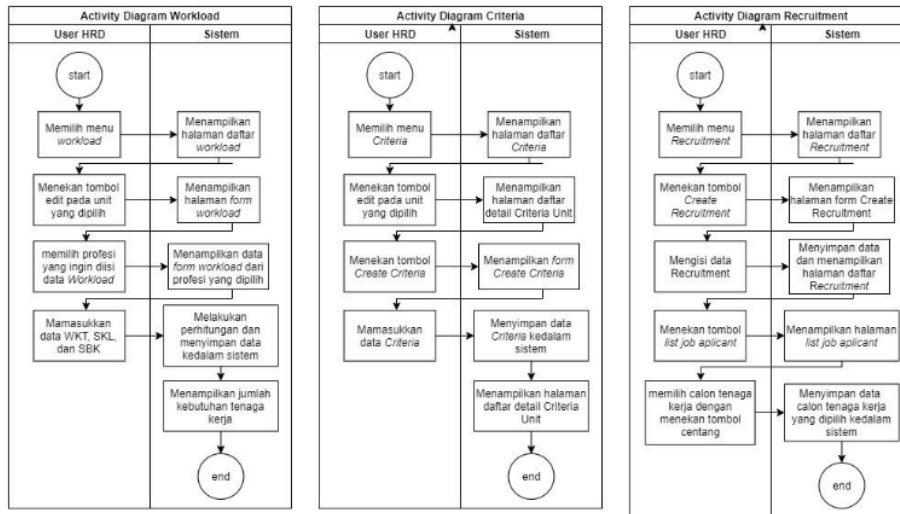 Activity Diagram Workload
User HRD
Sistem
start
Memilih menu
workload
Menampilkan
halaman daftar
workload
Menekan tombol
edit pada unit
yang dipilih
Menampilkan
halaman form
workload
memilih profesi
yang ingin diisi
data Workload
Menampilkan data
form workload dari
profesi yang dipilih
Mamasukkan
data WKT, SKL,
dan SBK
Melakukan
perhitungan dan
menyimpan data
kedalam sistem
Menampilkan jumlah
kebutuhan tenaga
kerja
end
Activity Diagram Criteria
User HRD
Sistem
start
Memilih menu
Criteria
Menampilkan
halaman daftar
Criteria
Menekan tombol
edit pada unit
yang dipilih
Menampilkan
halaman daftar
detail Criteria Unit
Menekan tombol
Create Criteria
Menampilkan form
Create Criteria
Mamasukkan
data Criteria
Menyimpan data
Criteria kedalam
sistem
Menampilkan halaman
daftar detail Criteria
Unit
end
Activity Diagram Recruitment
User HRD
Sistem
start
Memilih menu
Recruitment
Menampilkan
halaman daftar
Recruitment
Menekan tombol
Create
Recruitment
Menampilkan
halaman form Create
Recruitment
Mengisi data
Recruitment
Menyimpan data
dan menampilkan
halaman daftar
Recruitment
Menekan tombol
list job aplicant
Menampilkan halaman
list job aplicant
memilih calon tenaga
kerja dengan
menekan tombol
centang
Menyimpan data
calon tenaga kerja
yang dipilih kedalam
sistem
end